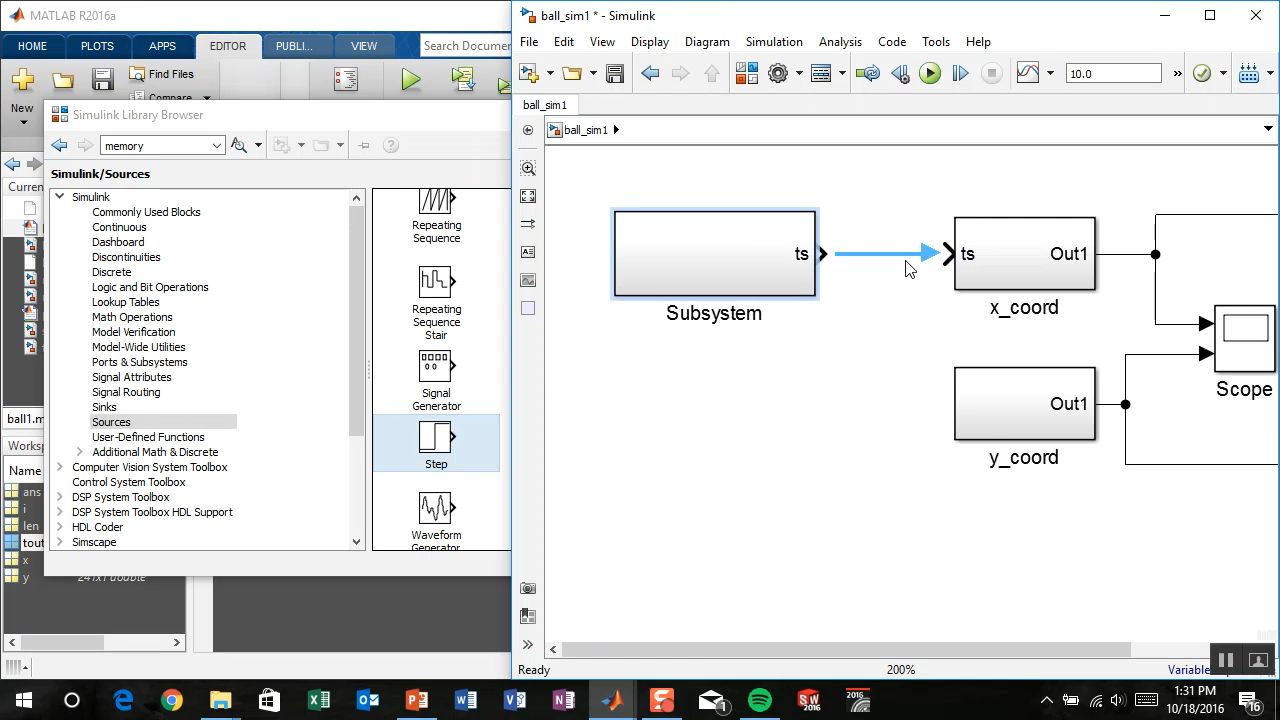 MATLAB R2016a
HOME
PLOTS
APPS
EDITOR
PUBLI...
VIEW
Search Docume
New
Find Files
Compare
Simulink Library Browser
memory
Simulink/Sources
Curren
Simulink
Commonly Used Blocks
Continuous
Dashboard
Discontinuities
Discrete
Logic and Bit Operations
Lookup Tables
Math Operations
Model Verification
Model-Wide Utilities
Ports & Subsystems
Signal Attributes
Signal Routing
Sinks
Sources
User-Defined Functions
Additional Math & Discrete
Computer Vision System Toolbox
Control System Toolbox
DSP System Toolbox
DSP System Toolbox HDL Support
HDL Coder
Simscape
Repeating
Sequence
Repeating
Sequence
Stair
Signal
Generator
Step
Waveform
Generator
ball1.m
Worksp
Name
ans
i
len
tout
x
y
241x1 double
ball_sim1 * - Simulink
File
Edit
View
Display
Diagram
Simulation
Analysis
Code
Tools
Help
10.0
ball_sim1
ball_sim1
ts
Subsystem
ts
Out1
x_coord
Out1
y_coord
Scope
Ready
200%
Variable
1:31 PM
10/18/2016
2016
2016
1
16